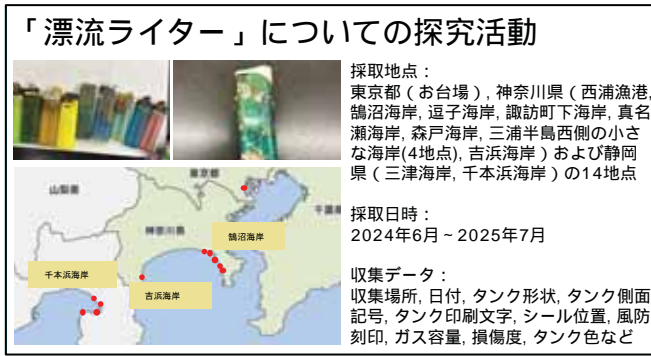 「漂流ライター」についての探究活動
採取地点：
東京都（お台場）, 神奈川県（西浦漁港,
鵠沼海岸, 逗子海岸, 諏訪町下海岸, 真名
瀬海岸, 森戸海岸, 三浦半島西側の小さ
な海岸(4地点), 吉浜海岸）および静岡
県（三津海岸, 千本浜海岸）の14地点
採取日時：
2024年6月～2025年7月
収集データ：
収集場所, 日付, タンク形状, タンク側面
記号, タンク印刷文字, シール位置, 風防
刻印, ガス容量, 損傷度, タンク色など
山梨県
東京都
千葉県
神奈川県
鵠沼海岸
千本浜海岸
吉浜海岸